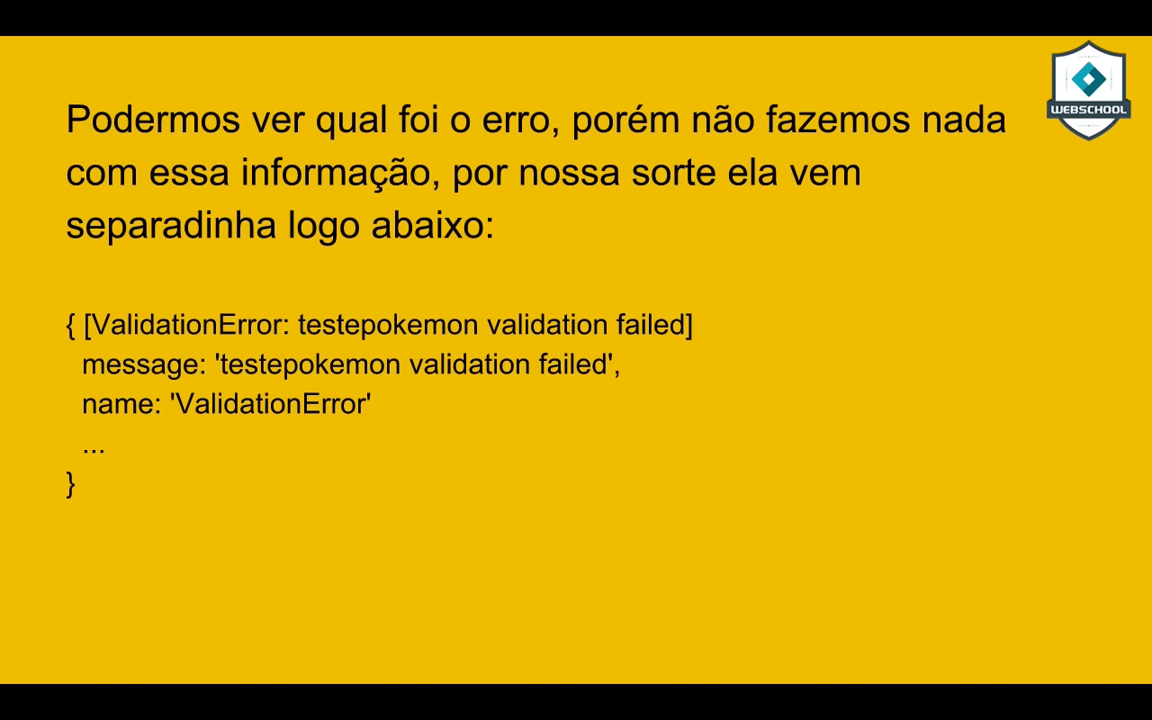 WEBSCHOOL
Podermos ver qual foi o erro, porém não fazemos nada
com essa informação, por nossa sorte ela vem
separadinha logo abaixo:
{ [ValidationError: testepokemon validation failed]
message: 'testepokemon validation failed',
name: 'ValidationError'
...
}